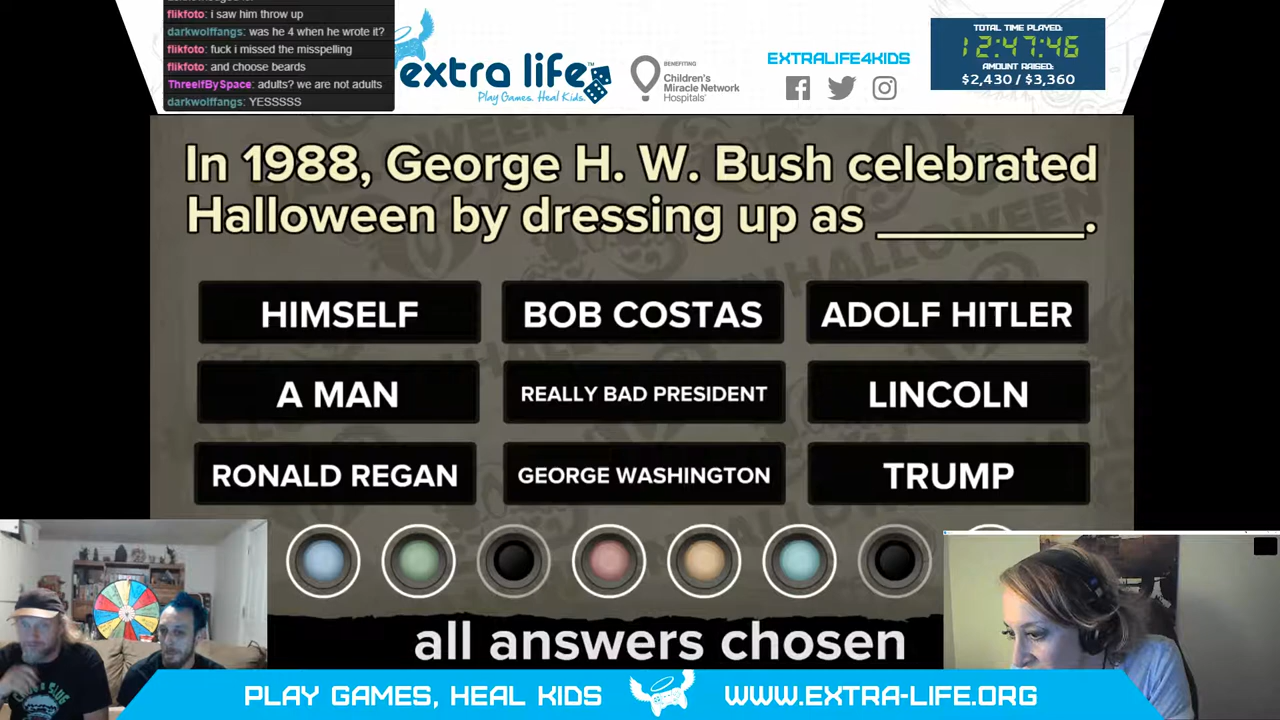 flikfoto: i saw him throw up
darkwolffangs: was he 4 when he wrote it?
flikfoto: fuck i missed the misspelling
flikfoto: and choose beards
ThreeIfBySpace: adults? we are not adults
darkwolffangs: YESSSSS
extra life
Play Games. Heal Kids.
BENEFITING
Children's
Miracle Network
Hospitals
EXTRALIFE4KIDS
TOTAL TIME PLAYED:
12:47:46
AMOUNT RAISED:
$2,430 / $3,360
In 1988, George H. W. Bush celebrated
Halloween by dressing up as ________.
HIMSELF
BOB COSTAS
ADOLF HITLER
A MAN
REALLY BAD PRESIDENT
LINCOLN
RONALD REGAN
GEORGE WASHINGTON
TRUMP
all answers chosen
PLAY GAMES, HEAL KIDS
WWW.EXTRA-LIFE.ORG